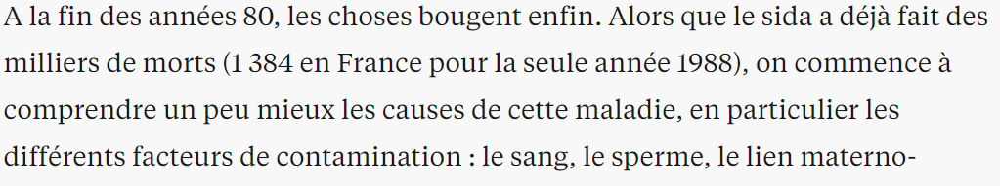 A la fin des années 80, les choses bougent enfin. Alors que le sida a déjà fait des
milliers de morts (1 384 en France pour la seule année 1988), on commence à
comprendre un peu mieux les causes de cette maladie, en particulier les
différents facteurs de contamination : le sang, le sperme, le lien materno-